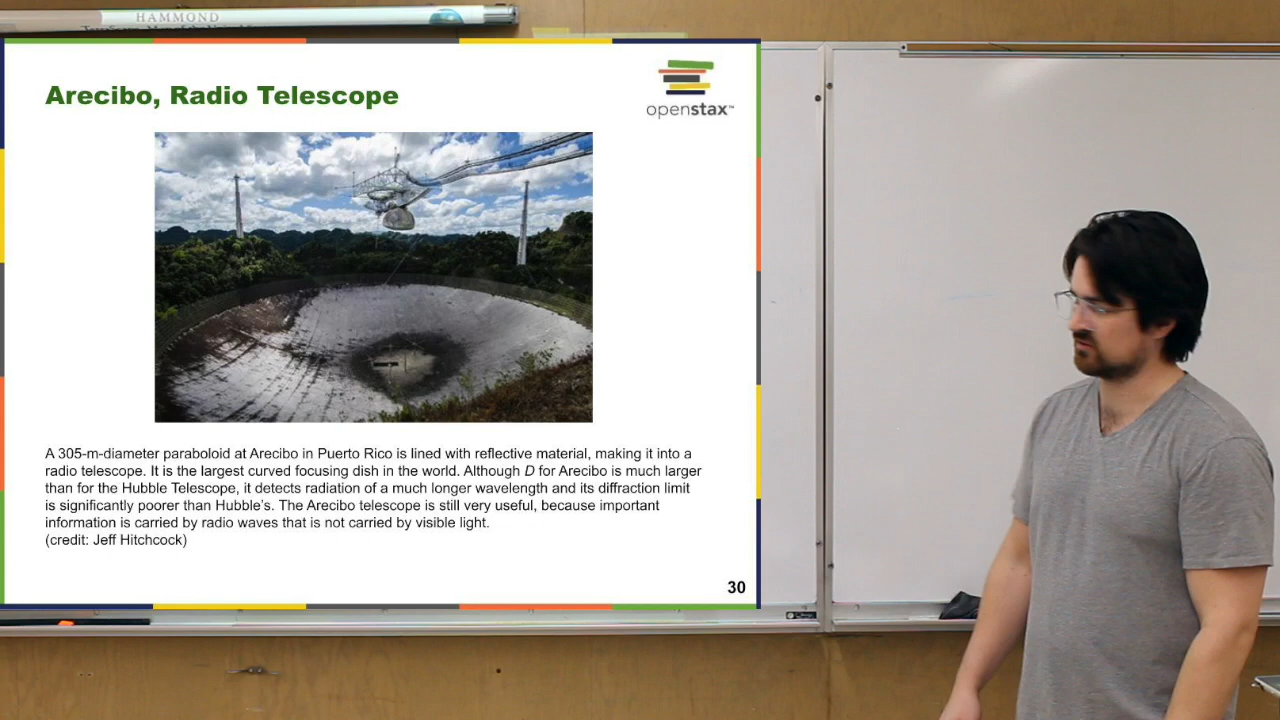 HAMMOND
Arecibo, Radio Telescope
openstax™
A 305-m-diameter paraboloid at Arecibo in Puerto Rico is lined with reflective material, making it into a
radio telescope. It is the largest curved focusing dish in the world. Although D for Arecibo is much larger
than for the Hubble Telescope, it detects radiation of a much longer wavelength and its diffraction limit
is significantly poorer than Hubble's. The Arecibo telescope is still very useful, because important
information is carried by radio waves that is not carried by visible light.
(credit: Jeff Hitchcock)
30